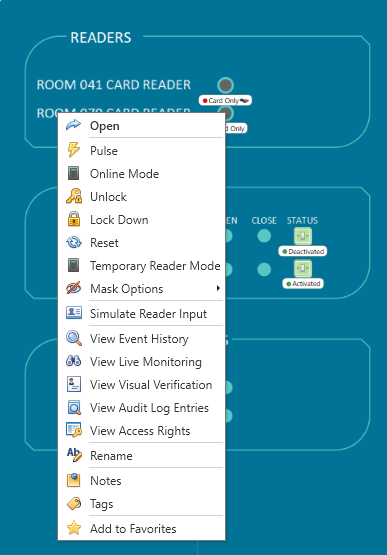 READERS
ROOM 041 CARD READER
Card Only
ROOM 079 CARD READER
Only
Open
Pulse
Online Mode
Unlock
Lock Down
Reset
Temporary Reader Mode
Mask Options
Simulate Reader Input
View Event History
View Live Monitoring
View Visual Verification
View Audit Log Entries
View Access Rights
Rename
Notes
Tags
Add to Favorites
EN CLOSE STATUS
Deactivated
Activated
S